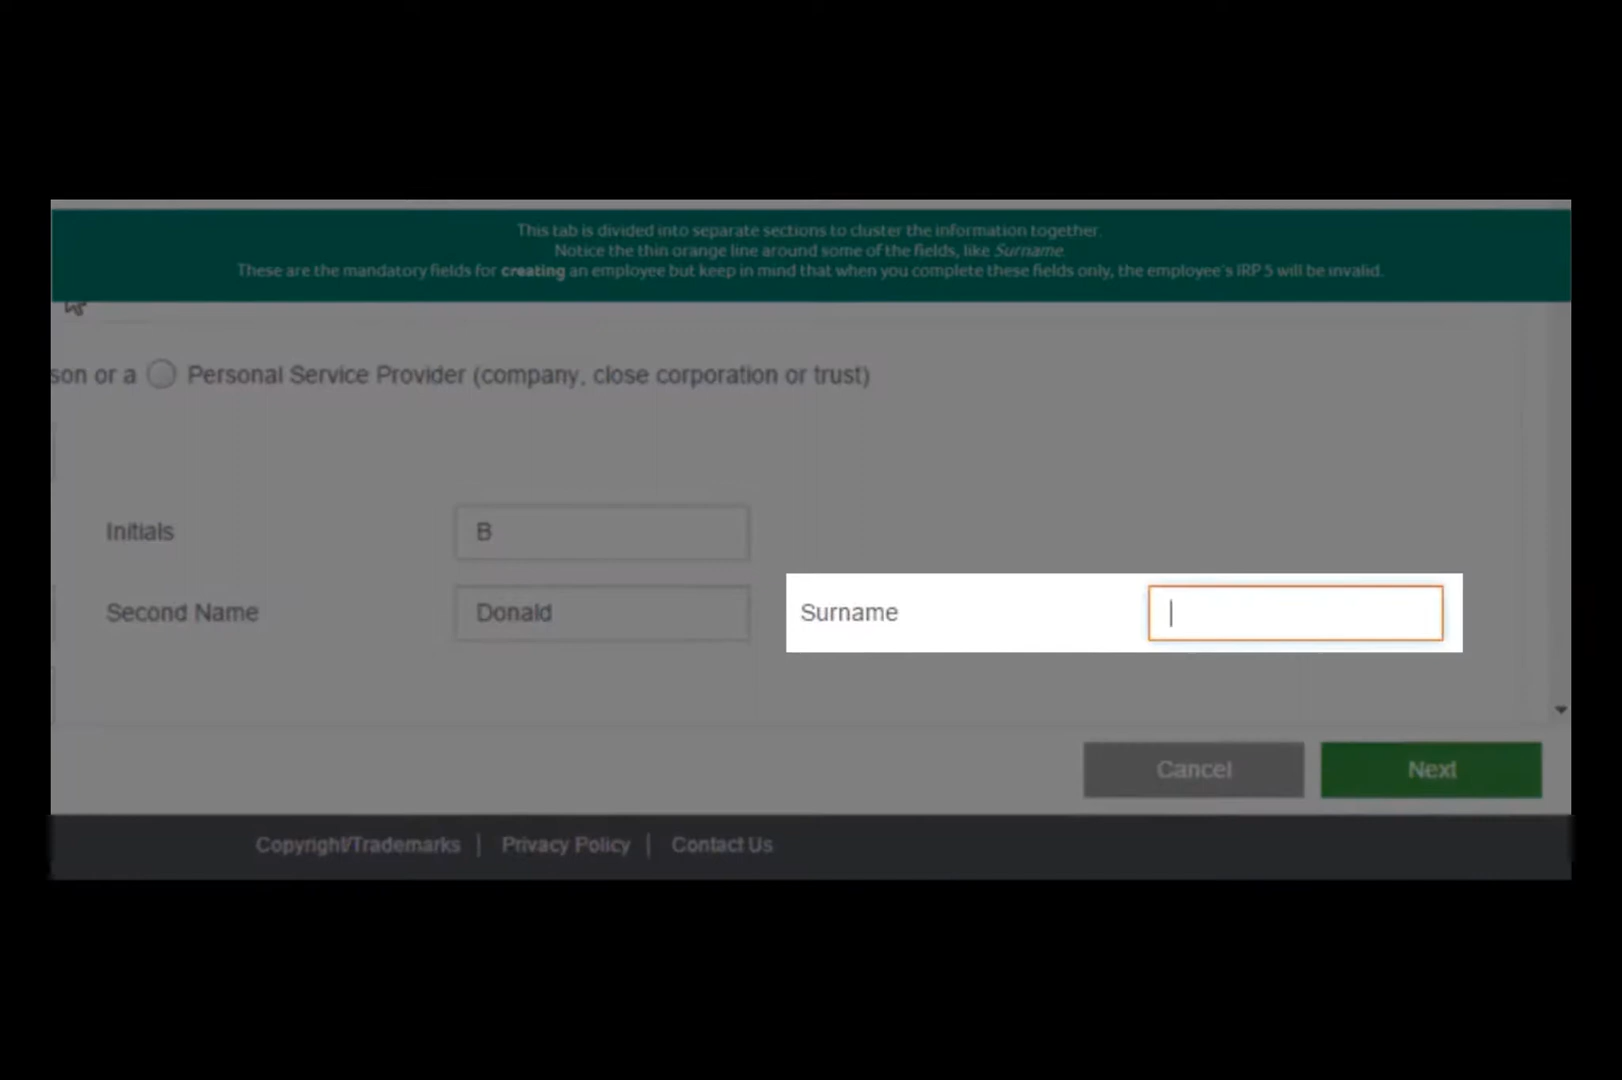 This tab is divided into separate sections to cluster the information together.
Notice the thin orange line around some of the fields, like Surname.
These are the mandatory fields for creating an employee but keep in mind that when you complete these fields only, the employee's IRP 5 will be invalid.
son or a Personal Service Provider (company, close corporation or trust)
Initials B
Second Name Donald Surname
Cancel Next
Copyright/Trademarks | Privacy Policy | Contact Us